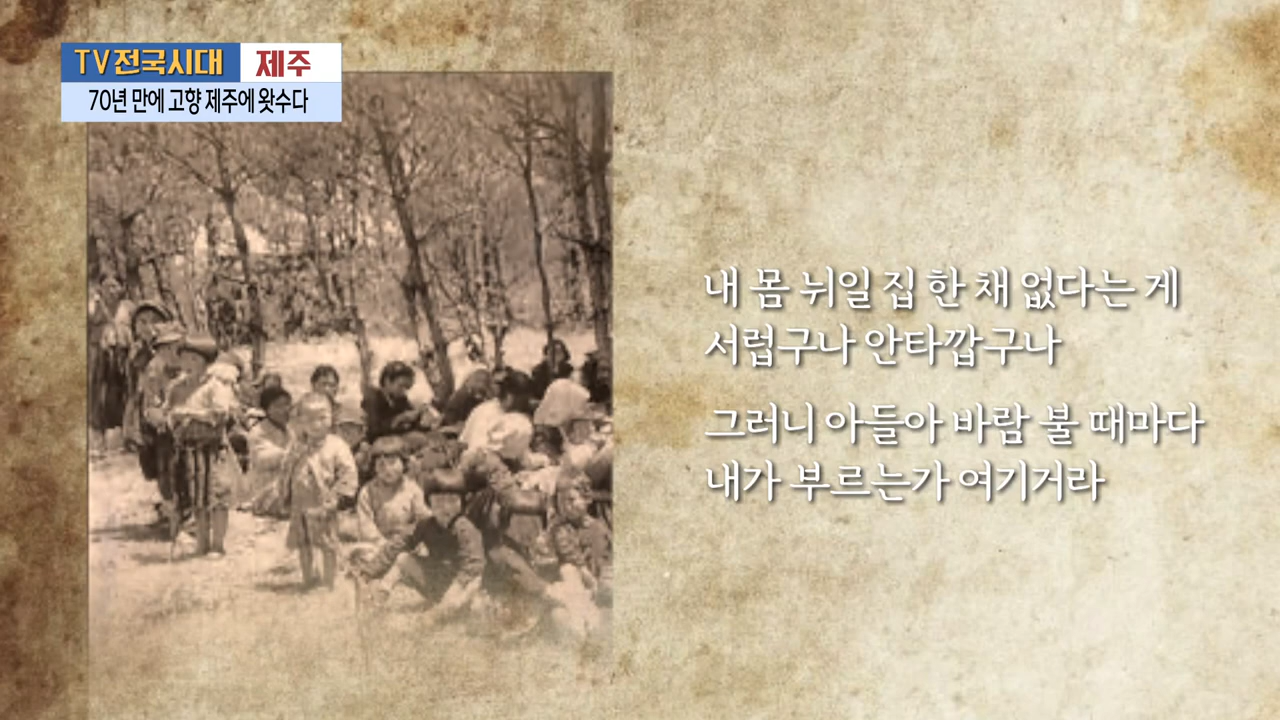 TV전국시대 제주
70년 만에 고향 제주에 왓수다
내 몸 뉘일 집 한 채 없다는 게
서럽구나 안타깝구나
그러니 아들아 바람 불 때마다
내가 부르는가 여기거라